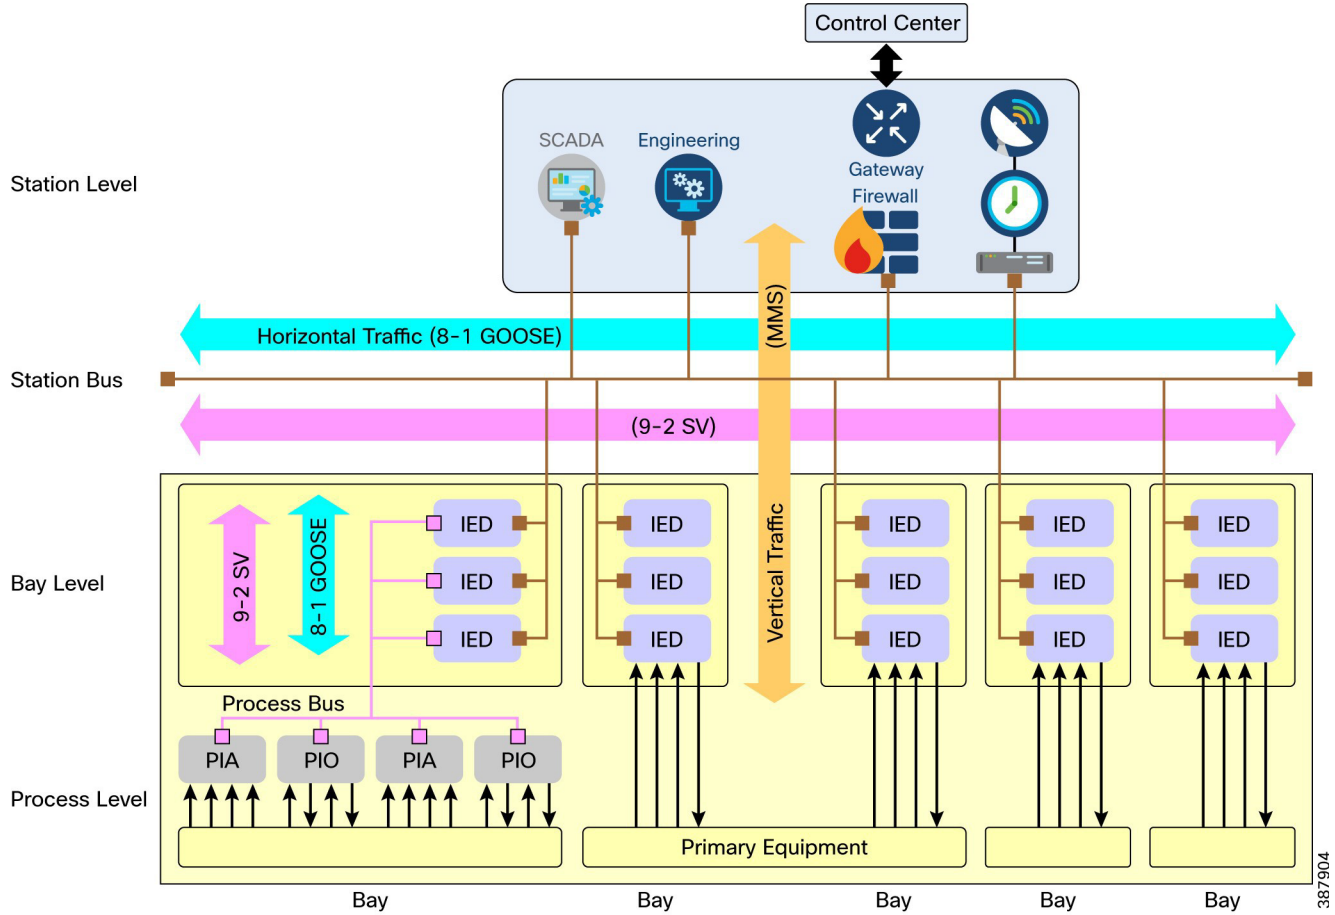 Control Center
SCADA
Engineering
Gateway
Firewall
Station Level
(MMS)
Horizontal Traffic (8-1 GOOSE)
Station Bus
(9-2 SV)
IED
IED
IED
IED
IED
9-2 SV
8-1 GOOSE
Vertical Traffic
Bay Level
IED
IED
IED
IED
IED
IED
IED
IED
IED
IED
Process Bus
PIA
PIO
PIA
PIO
Process Level
Primary Equipment
Bay
Bay
Bay
Bay
Bay
387904